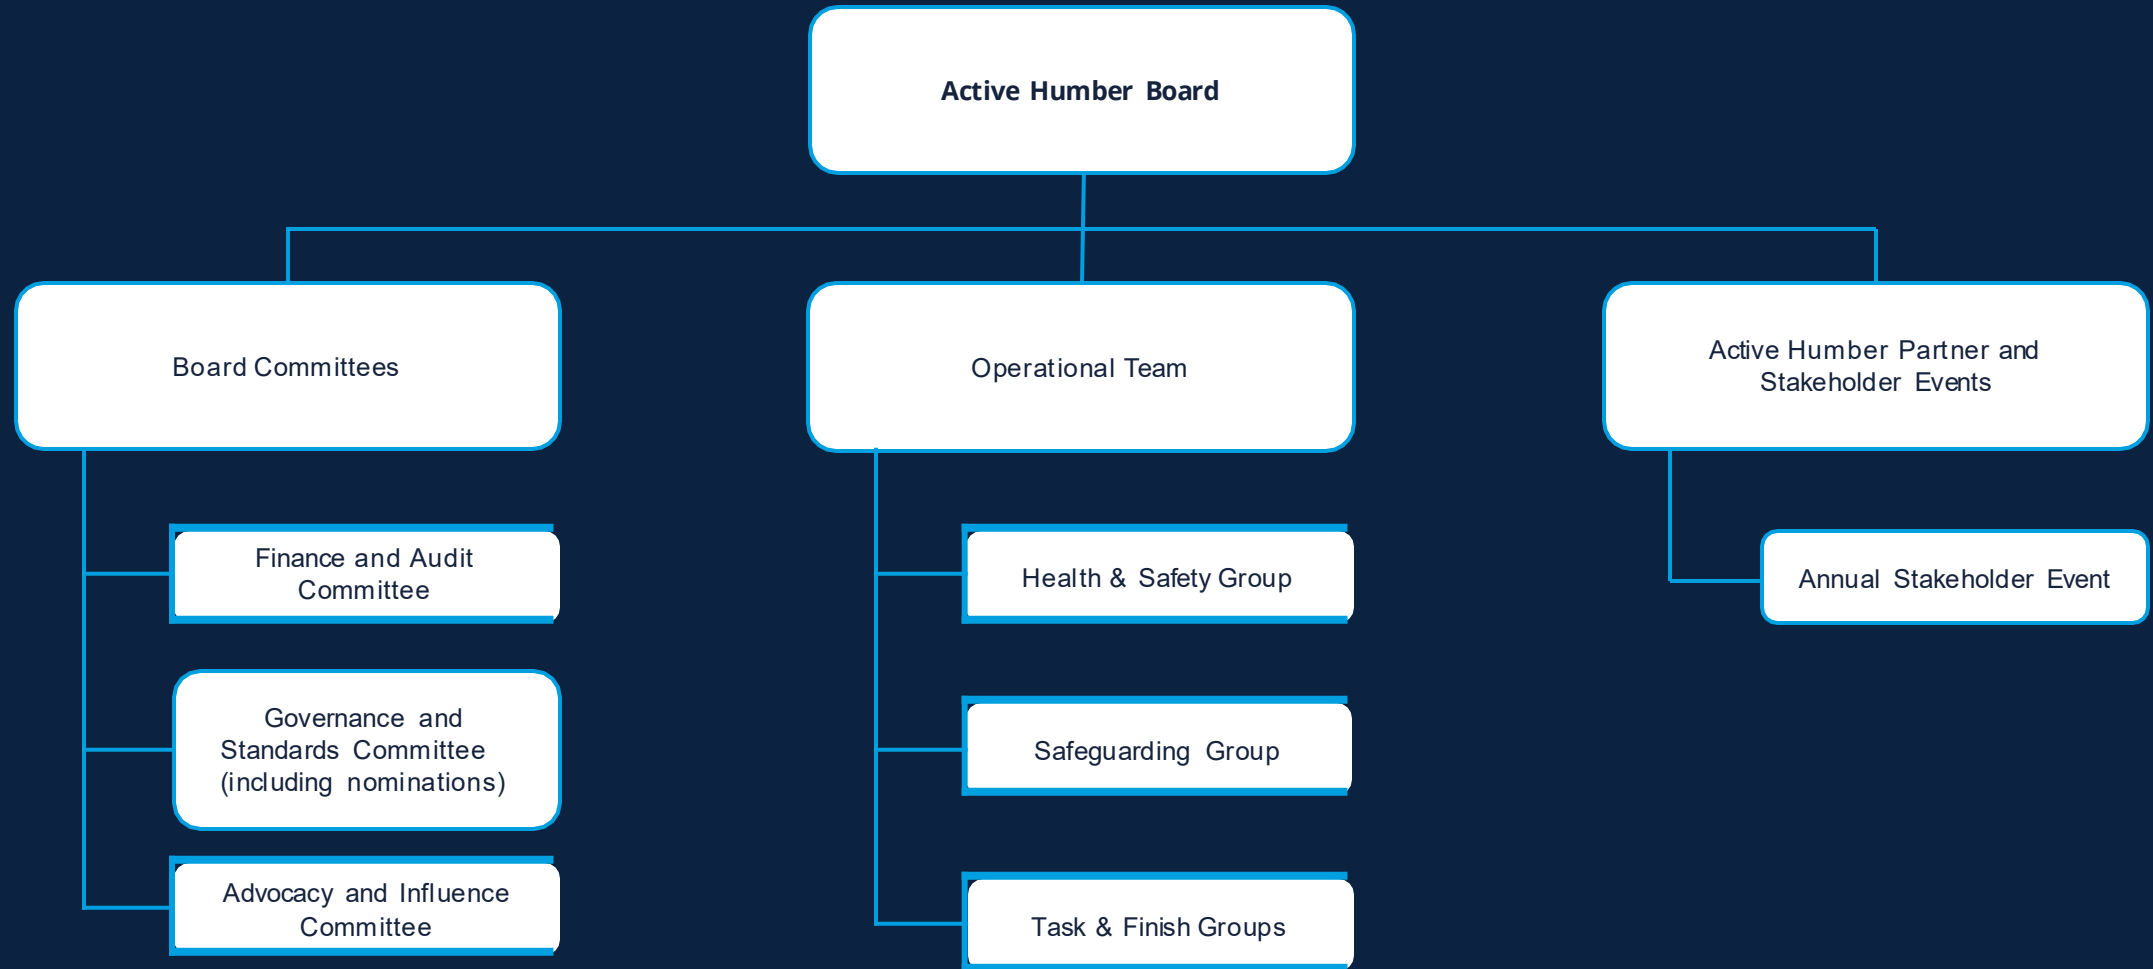 Active Humber Board
Board Committees
Operational Team
Active Humber Partner and
Stakeholder Events
Finance and Audit
Committee
Governance and
Standards Committee
(including nominations)
Advocacy and Influence
Committee
Health & Safety Group
Safeguarding Group
Task & Finish Groups
Annual Stakeholder Event